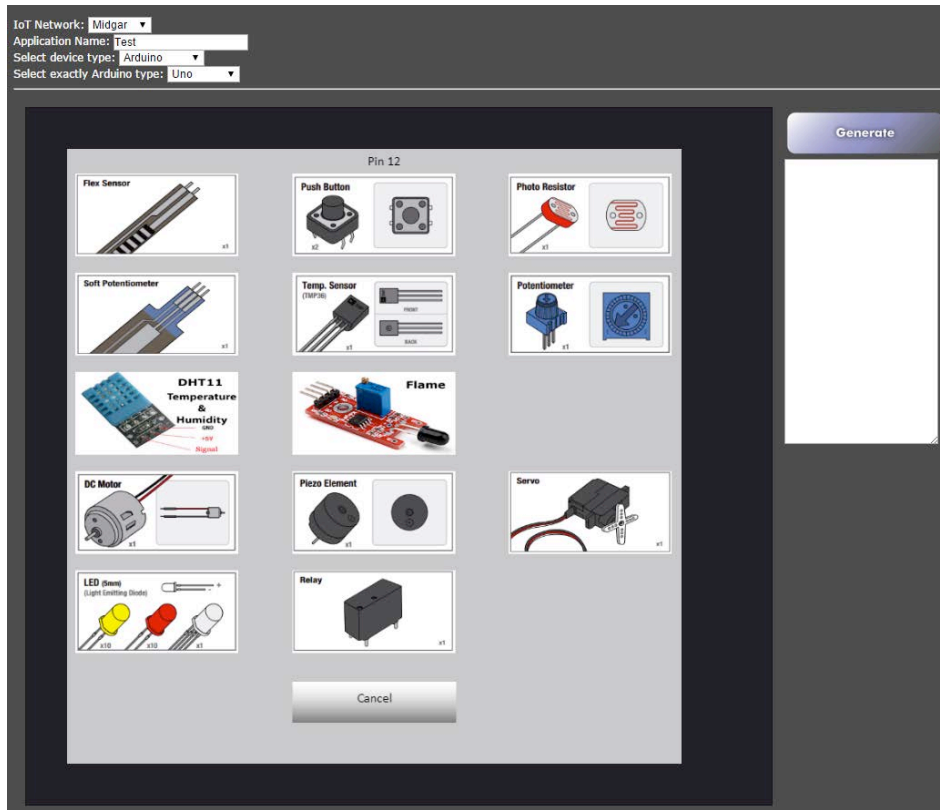 IoT Network: Midgar
Application Name: Test
Select device type: Arduino
Select exactly Arduino type: Uno
Generate
Pin 12
Flex Sensor
x1
Push Button
x2
Photo Resistor
x1
Soft Potentiometer
x1
Temp. Sensor
(TMP36)
FRONT
BACK
x1
Potentiometer
x1
DHT11
Temperature
&
Humidity
GND
+5V
Signal
Flame
DC Motor
x1
Piezo Element
x1
Servo
x1
LED (5mm)
(Light Emitting Diode)
+
-
x10 x10 x1
Relay
x1
Cancel